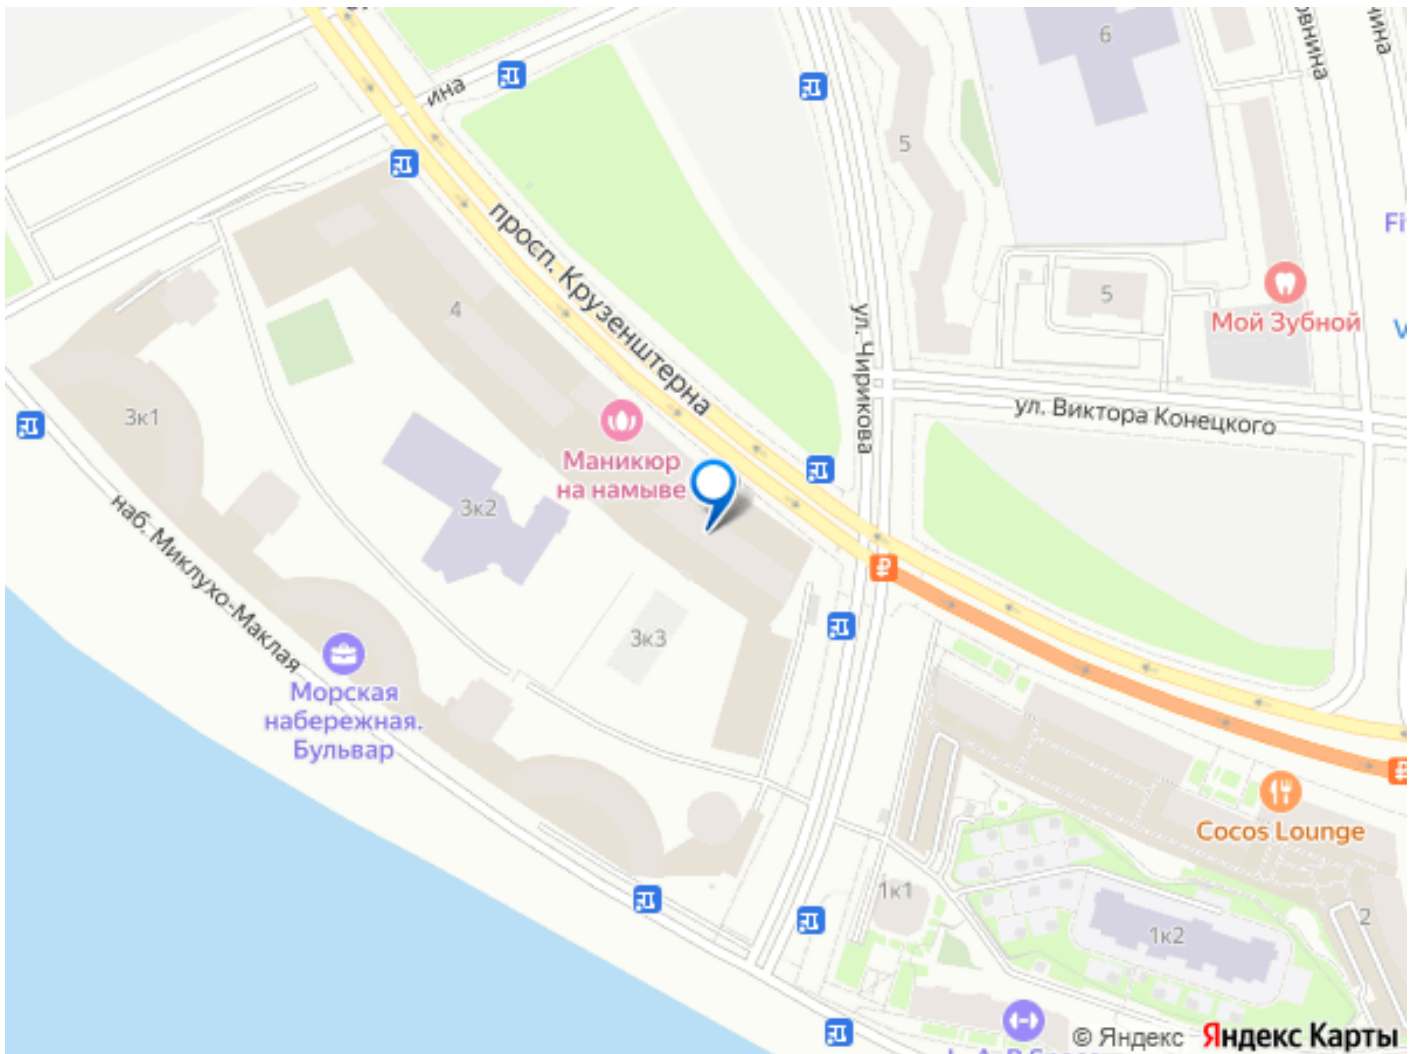 6
ина
5
просп. Крузенштерна
4
5
Мой Зубной
ул. Чирикова
ул. Виктора Конецкого
3к1
Маникюр
на намыве
3к2
наб. Миклухо-Маклая
3к3
Морская
набережная.
Бульвар
Cocos Lounge
1к1
2
1к2
© Яндекс Яндекс Карты